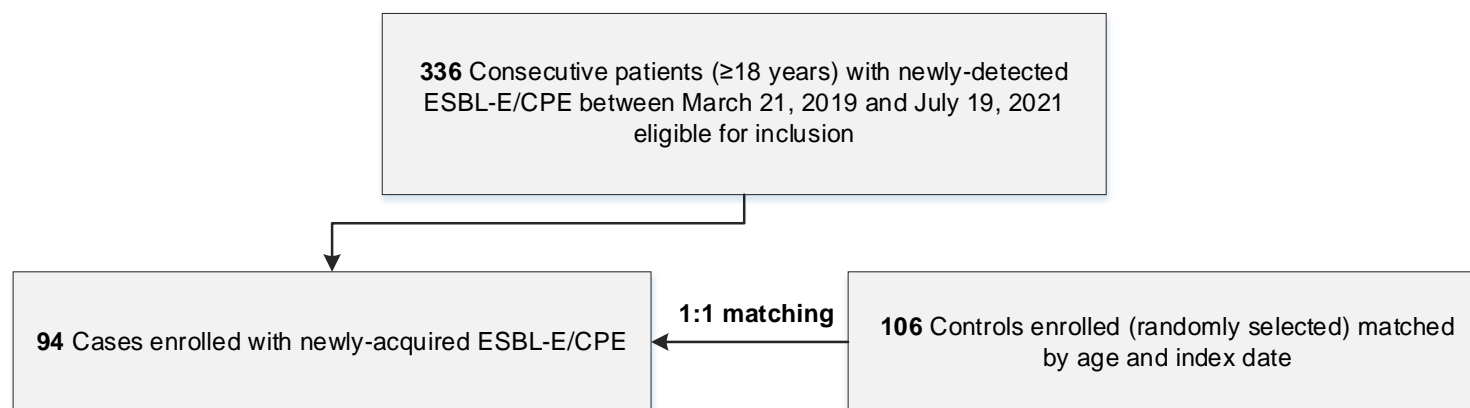 336 Consecutive patients (≥18 years) with newly-detected
ESBL-E/CPE between March 21, 2019 and July 19, 2021
eligible for inclusion
94 Cases enrolled with newly-acquired ESBL-E/CPE
1:1 matching
106 Controls enrolled (randomly selected) matched
by age and index date